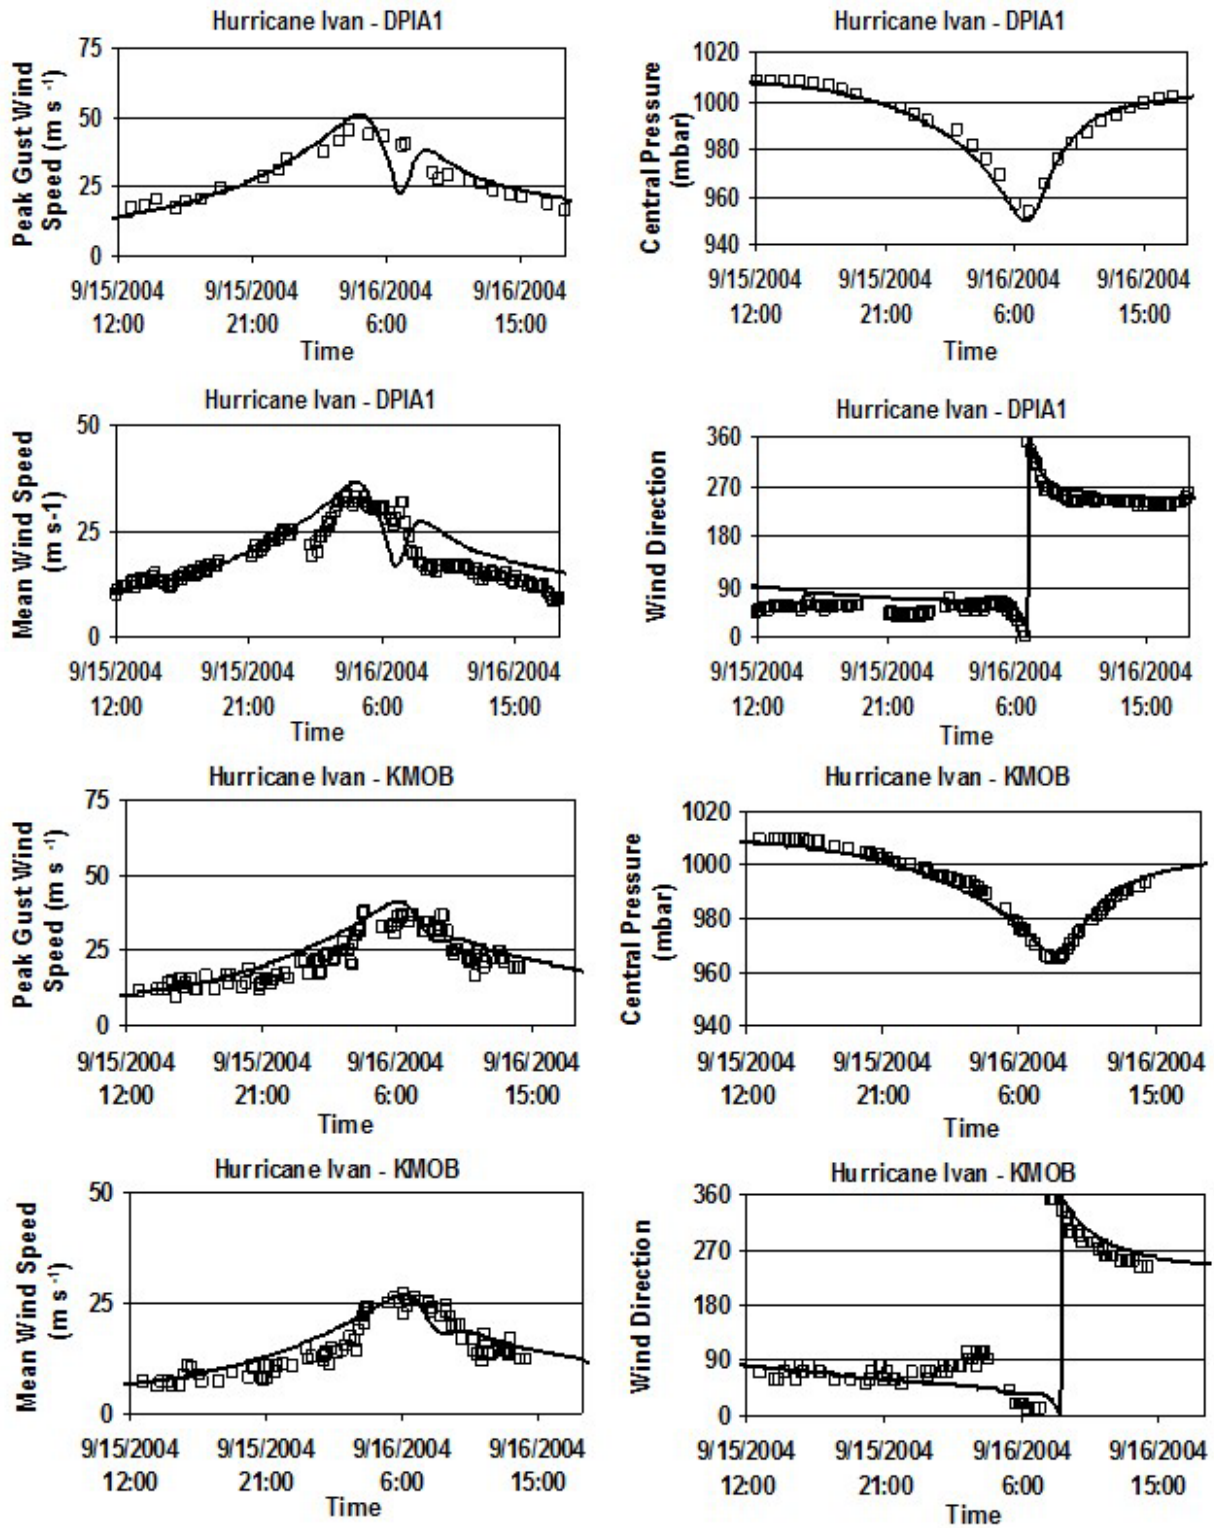 Hurricane Ivan - DPIA1
Peak Gust Wind
Speed (m s -1)
75
50
25
0
9/15/2004 9/15/2004 9/16/2004 9/16/2004
12:00 21:00 6:00 15:00
Time
Hurricane Ivan - DPIA1
Central Pressure
(mbar)
1020
1000
980
960
940
9/15/2004 9/15/2004 9/16/2004 9/16/2004
12:00 21:00 6:00 15:00
Time
Hurricane Ivan - DPIA1
Mean Wind Speed
(m s-1)
50
25
0
9/15/2004 9/15/2004 9/16/2004 9/16/2004
12:00 21:00 6:00 15:00
Time
Hurricane Ivan - DPIA1
Wind Direction
360
270
180
90
0
9/15/2004 9/15/2004 9/16/2004 9/16/2004
12:00 21:00 6:00 15:00
Time
Hurricane Ivan - KMOB
Peak Gust Wind
Speed (m s -1)
75
50
25
0
9/15/2004 9/15/2004 9/16/2004 9/16/2004
12:00 21:00 6:00 15:00
Time
Hurricane Ivan - KMOB
Central Pressure
(mbar)
1020
1000
980
960
940
9/15/2004 9/15/2004 9/16/2004 9/16/2004
12:00 21:00 6:00 15:00
Time
Hurricane Ivan - KMOB
Mean Wind Speed
(m s -1)
50
25
0
9/15/2004 9/15/2004 9/16/2004 9/16/2004
12:00 21:00 6:00 15:00
Time
Hurricane Ivan - KMOB
Wind Direction
360
270
180
90
0
9/15/2004 9/15/2004 9/16/2004 9/16/2004
12:00 21:00 6:00 15:00
Time